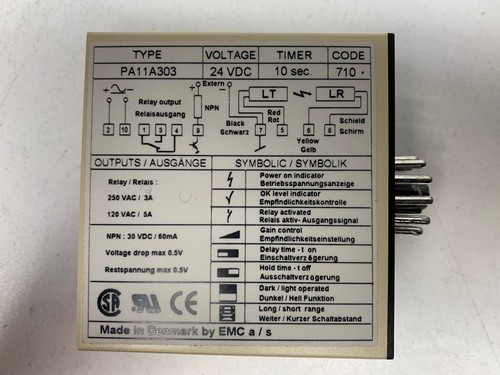 TYPE VOLTAGE TIMER CODE
PA11A303 24 VDC 10 sec. 710
+ Extern - LT LR
Relay output
Relaisausgang
NPN
Red
Rot
Black
Schwarz
Yellow
Gelb
Shield
Schirm
2 10 1 3 4 9 7 5 6 8
OUTPUTS / AUSGÄNGE SYMBOLIC / SYMBOLIK
Relay / Relais :
250 VAC / 3A
120 VAC / 5A
NPN : 30 VDC / 60mA
Voltage drop max 0.5V
Restspannung max 0.5V
Power on indicator
Betriebsspannungsanzeige
OK level indicator
Empfindlichkeitskontrolle
Relay activated
Relais aktiv- Ausgangssignal
Gain control
Empfindlichkeitseinstellung
Delay time - t on
Einschaltverzögerung
Hold time - t off
Ausschaltverzögerung
Dark / light operated
Dunkel / Hell Funktion
Long / short range
Weiter / Kurzer Schaltabstand
Made in Denmark by EMC a / s